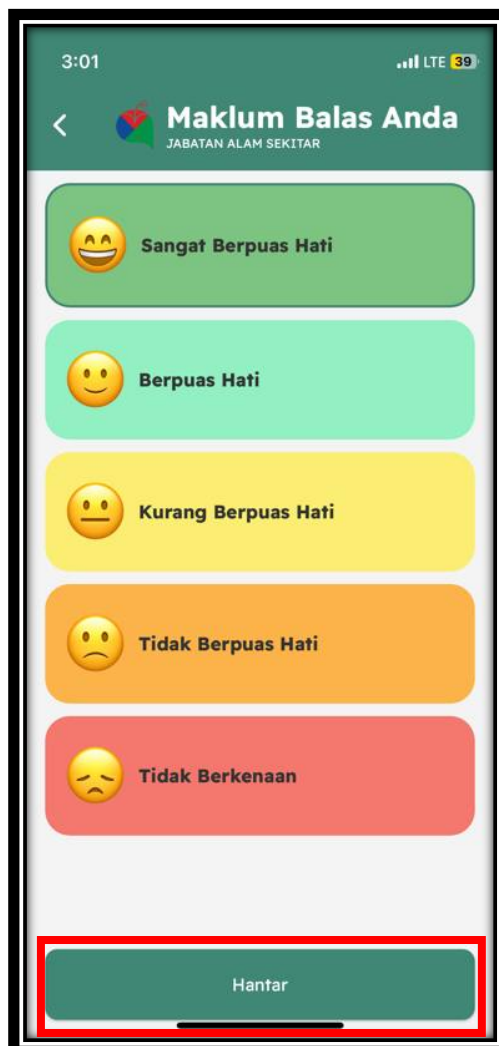 3:01
LTE 39
Maklum Balas Anda
JABATAN ALAM SEKITAR
Sangat Berpuas Hati
Berpuas Hati
Kurang Berpuas Hati
Tidak Berpuas Hati
Tidak Berkenaan
Hantar